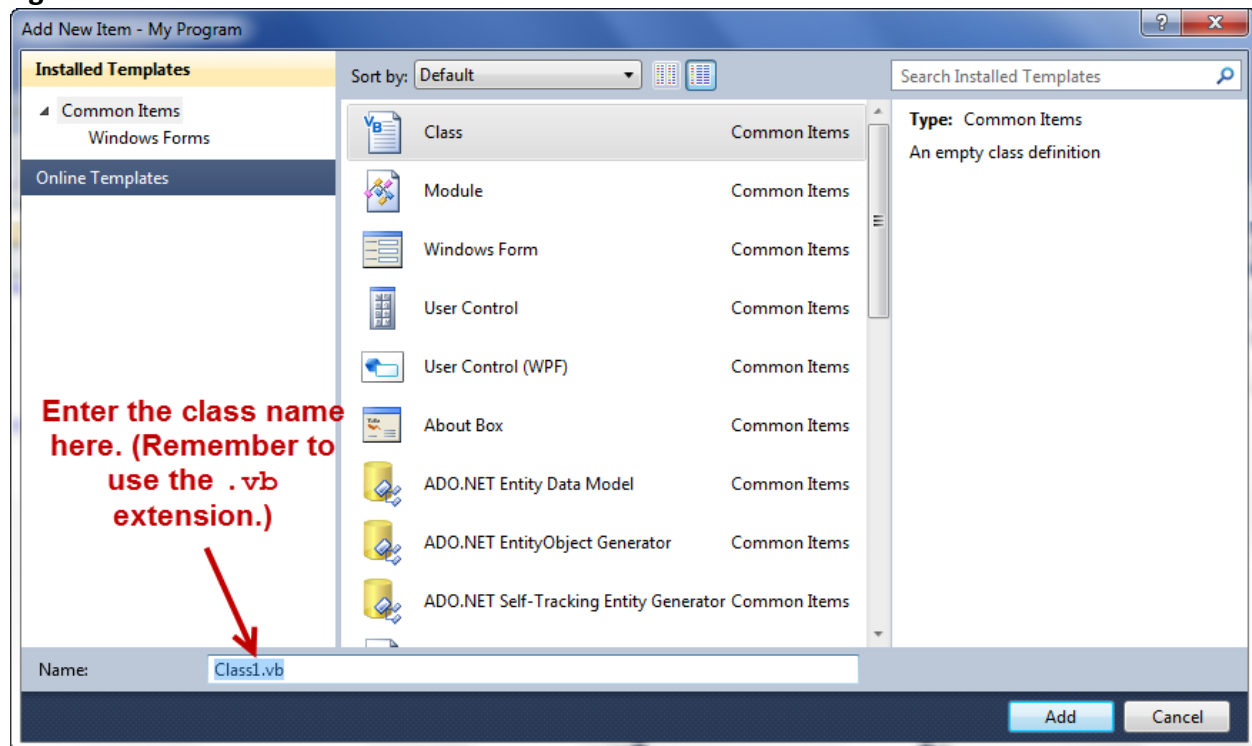 Add New Item - My Program
Installed Templates
Sort by: Default
Search Installed Templates
Common Items
Windows Forms
Online Templates
Class Common Items
Module Common Items
Windows Form Common Items
User Control Common Items
User Control (WPF) Common Items
About Box Common Items
ADO.NET Entity Data Model Common Items
ADO.NET EntityObject Generator Common Items
ADO.NET Self-Tracking Entity Generator Common Items
Type: Common Items
An empty class definition
Enter the class name
here. (Remember to
use the .vb
extension.)
Name: Class1.vb
Add Cancel